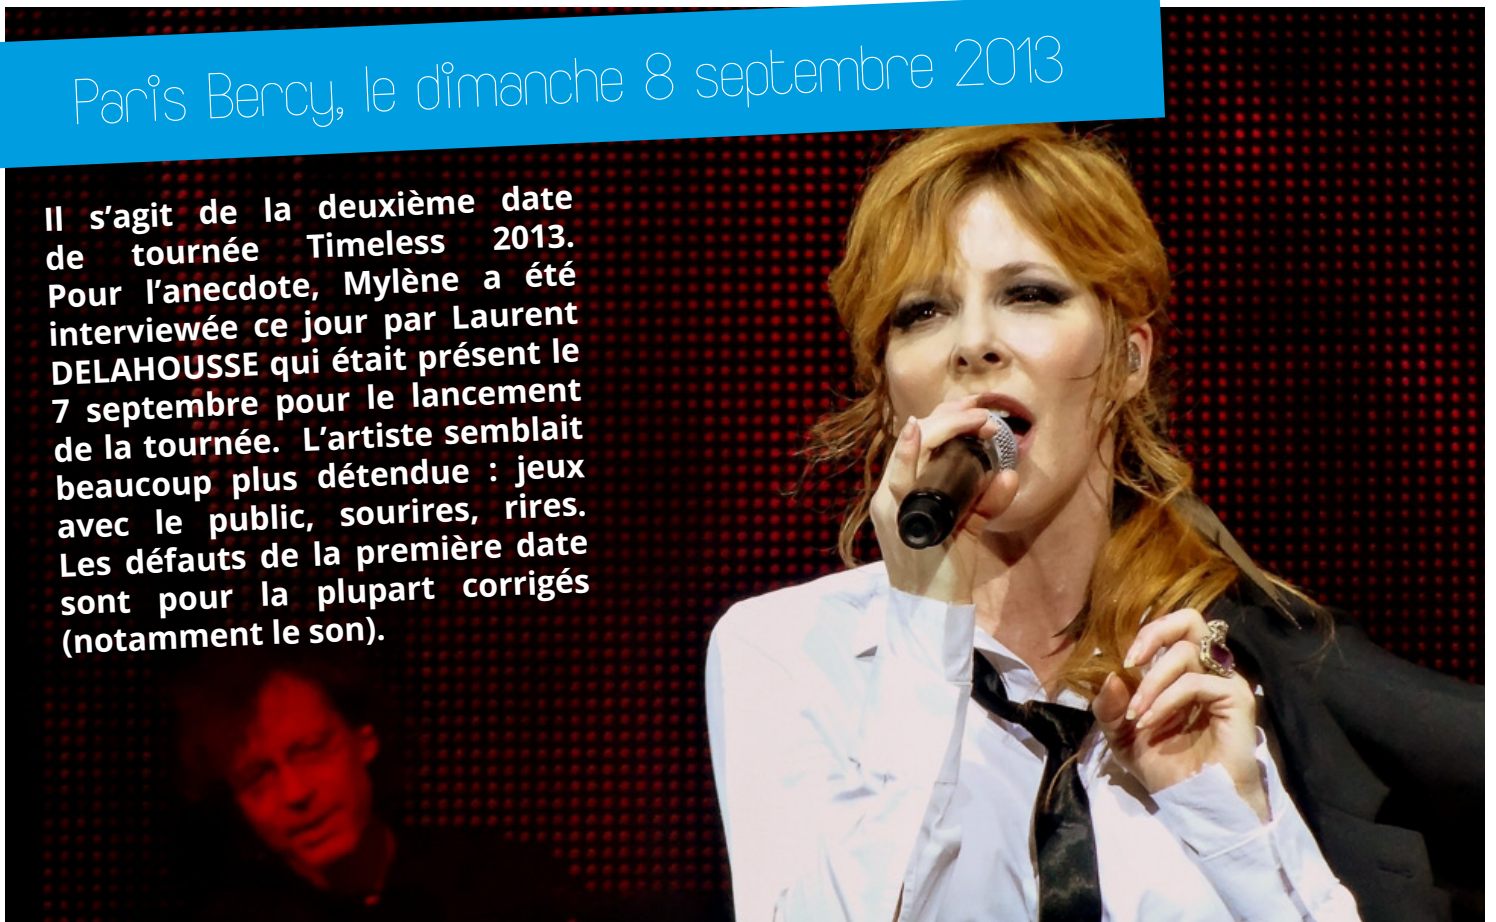 Paris Bercy, le dimanche 8 septembre 2013
Il s’agit de la deuxième date
de tournée Timeless 2013.
Pour l’anecdote, Mylène a été
interviewée ce jour par Laurent
DELAHOUSSE qui était présent le
7 septembre pour le lancement
de la tournée. L’artiste semblait
beaucoup plus détendue : jeux
avec le public, sourires, rires.
Les défauts de la première date
sont pour la plupart corrigés
(notamment le son).